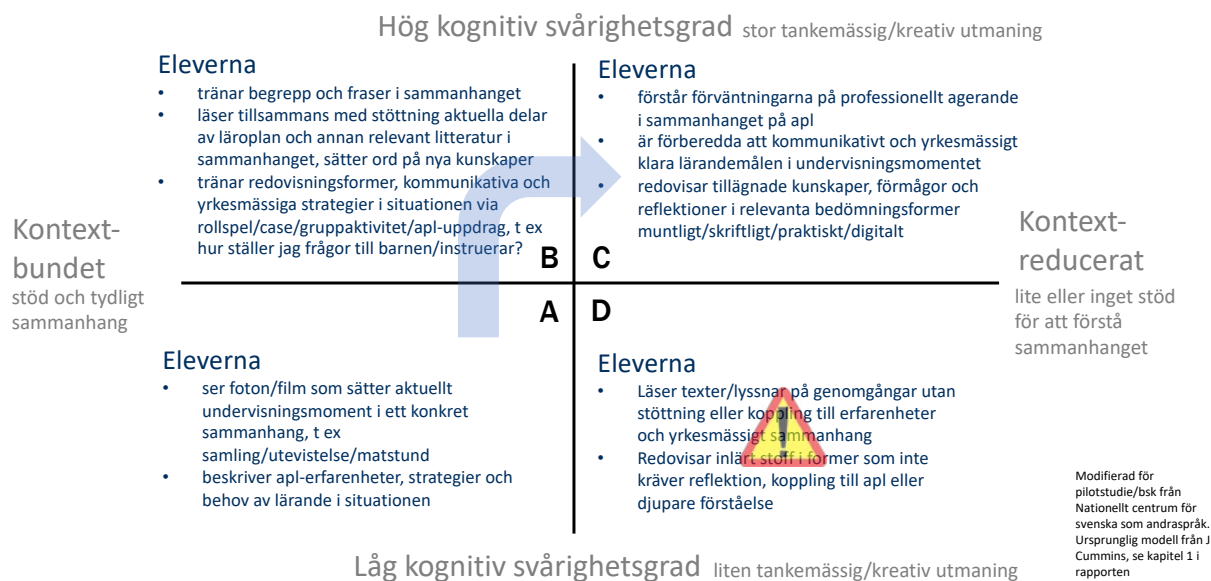 Hög kognitiv svårighetsgrad stor tankemässig/kreativ utmaning
Eleverna
• tränar begrepp och fraser i sammanhanget
• läser tillsammans med stöttning aktuella delar
av läroplan och annan relevant litteratur i
sammanhanget, sätter ord på nya kunskaper
• tränar redovisningsformer, kommunikativa och
yrkesmässiga strategier i situationen via
rollspel/case/gruppaktivitet/apl-uppdrag, t ex
hur ställer jag frågor till barnen/instruerar?
B
Eleverna
• förstår förväntningarna på professionellt agerande
i sammanhanget på apl
• är förberedda att kommunikativt och yrkesmässigt
klara lärandemålen i undervisningsmomentet
• redovisar tillägnade kunskaper, förmågor och
reflektioner i relevanta bedömningsformer
muntligt/skriftligt/praktiskt/digitalt
C
Kontext-
bundet
stöd och tydligt
sammanhang
Kontext-
reducerat
lite eller inget stöd
för att förstå
sammanhanget
A
Eleverna
• ser foton/film som sätter aktuellt
undervisningsmoment i ett konkret
sammanhang, t ex
samling/utevistelse/matstund
• beskriver apl-erfarenheter, strategier och
behov av lärande i situationen
D
Eleverna
• Läser texter/lyssnar på genomgångar utan
stöttning eller koppling till erfarenheter
och yrkesmässigt sammanhang
• Redovisar inlärt stoff i former som inte
kräver reflektion, koppling till apl eller
djupare förståelse
Låg kognitiv svårighetsgrad liten tankemässig/kreativ utmaning
Modifierad för
pilotstudie/bsk från
Nationellt centrum för
svenska som andraspråk.
Ursprunglig modell från J
Cummins, se kapitel 1 i
rapporten